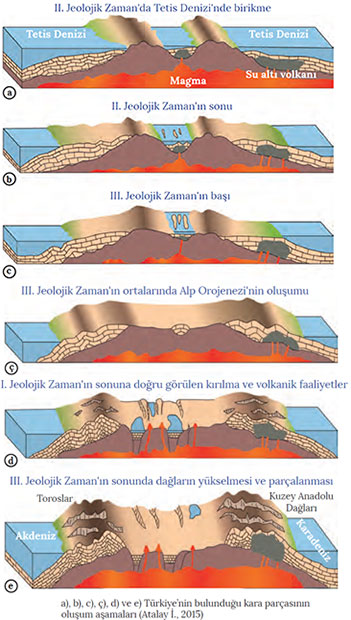 II. Jeolojik Zaman'da Tetis Denizi'nde birikme
Tetis Denizi
Tetis Denizi
Magma
Su altı volkanı
a
II. Jeolojik Zaman'ın sonu
b
III. Jeolojik Zaman'ın başı
c
III. Jeolojik Zaman'ın ortalarında Alp Orojenezi'nin oluşumu
ç
I. Jeolojik Zaman'ın sonuna doğru görülen kırılma ve volkanik faaliyetler
d
III. Jeolojik Zaman'ın sonunda dağların yükselmesi ve parçalanması
Toroslar
Kuzey Anadolu
Dağları
Akdeniz
Karadeniz
e
a), b), c), ç), d) ve e) Türkiye'nin bulunduğu kara parçasının
oluşum aşamaları (Atalay İ., 2015)